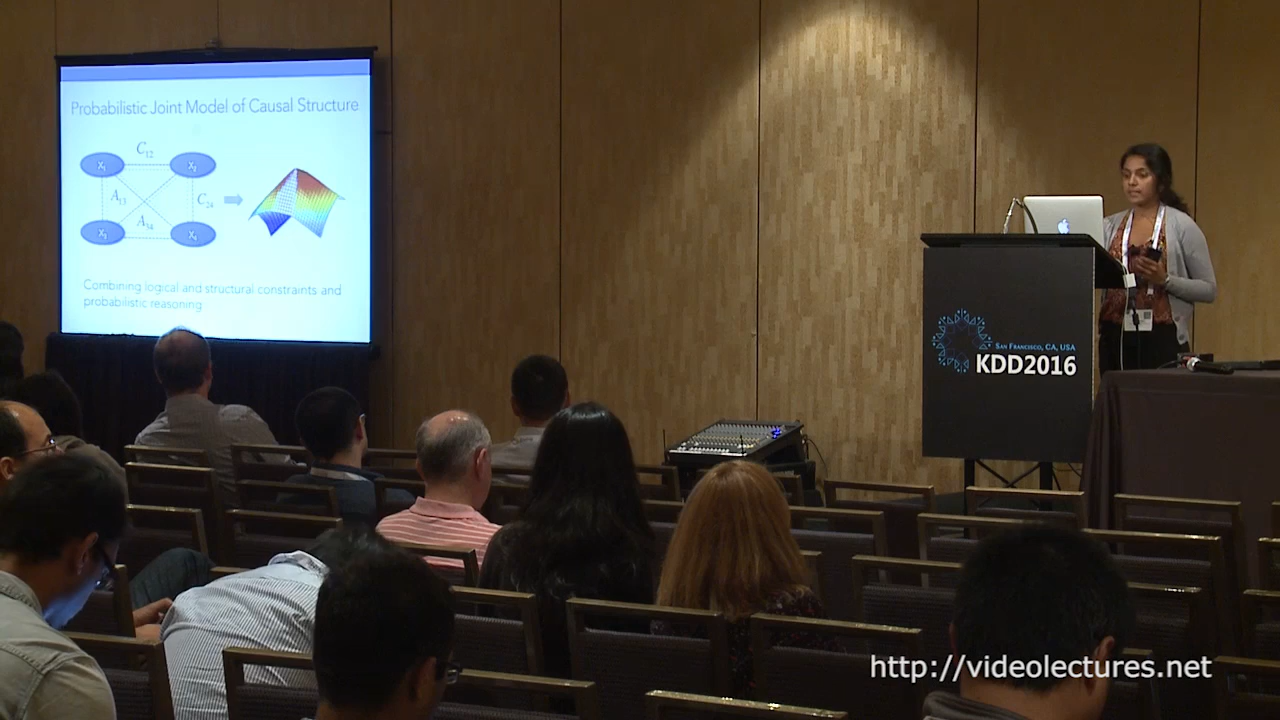 Probabilistic Joint Model of Causal Structure
C12
X1
X2
A13
C24
A34
X3
X4
Combining logical and structural constraints and
probabilistic reasoning
SAN FRANCISCO, CA, USA
KDD2016
http://videolectures.net